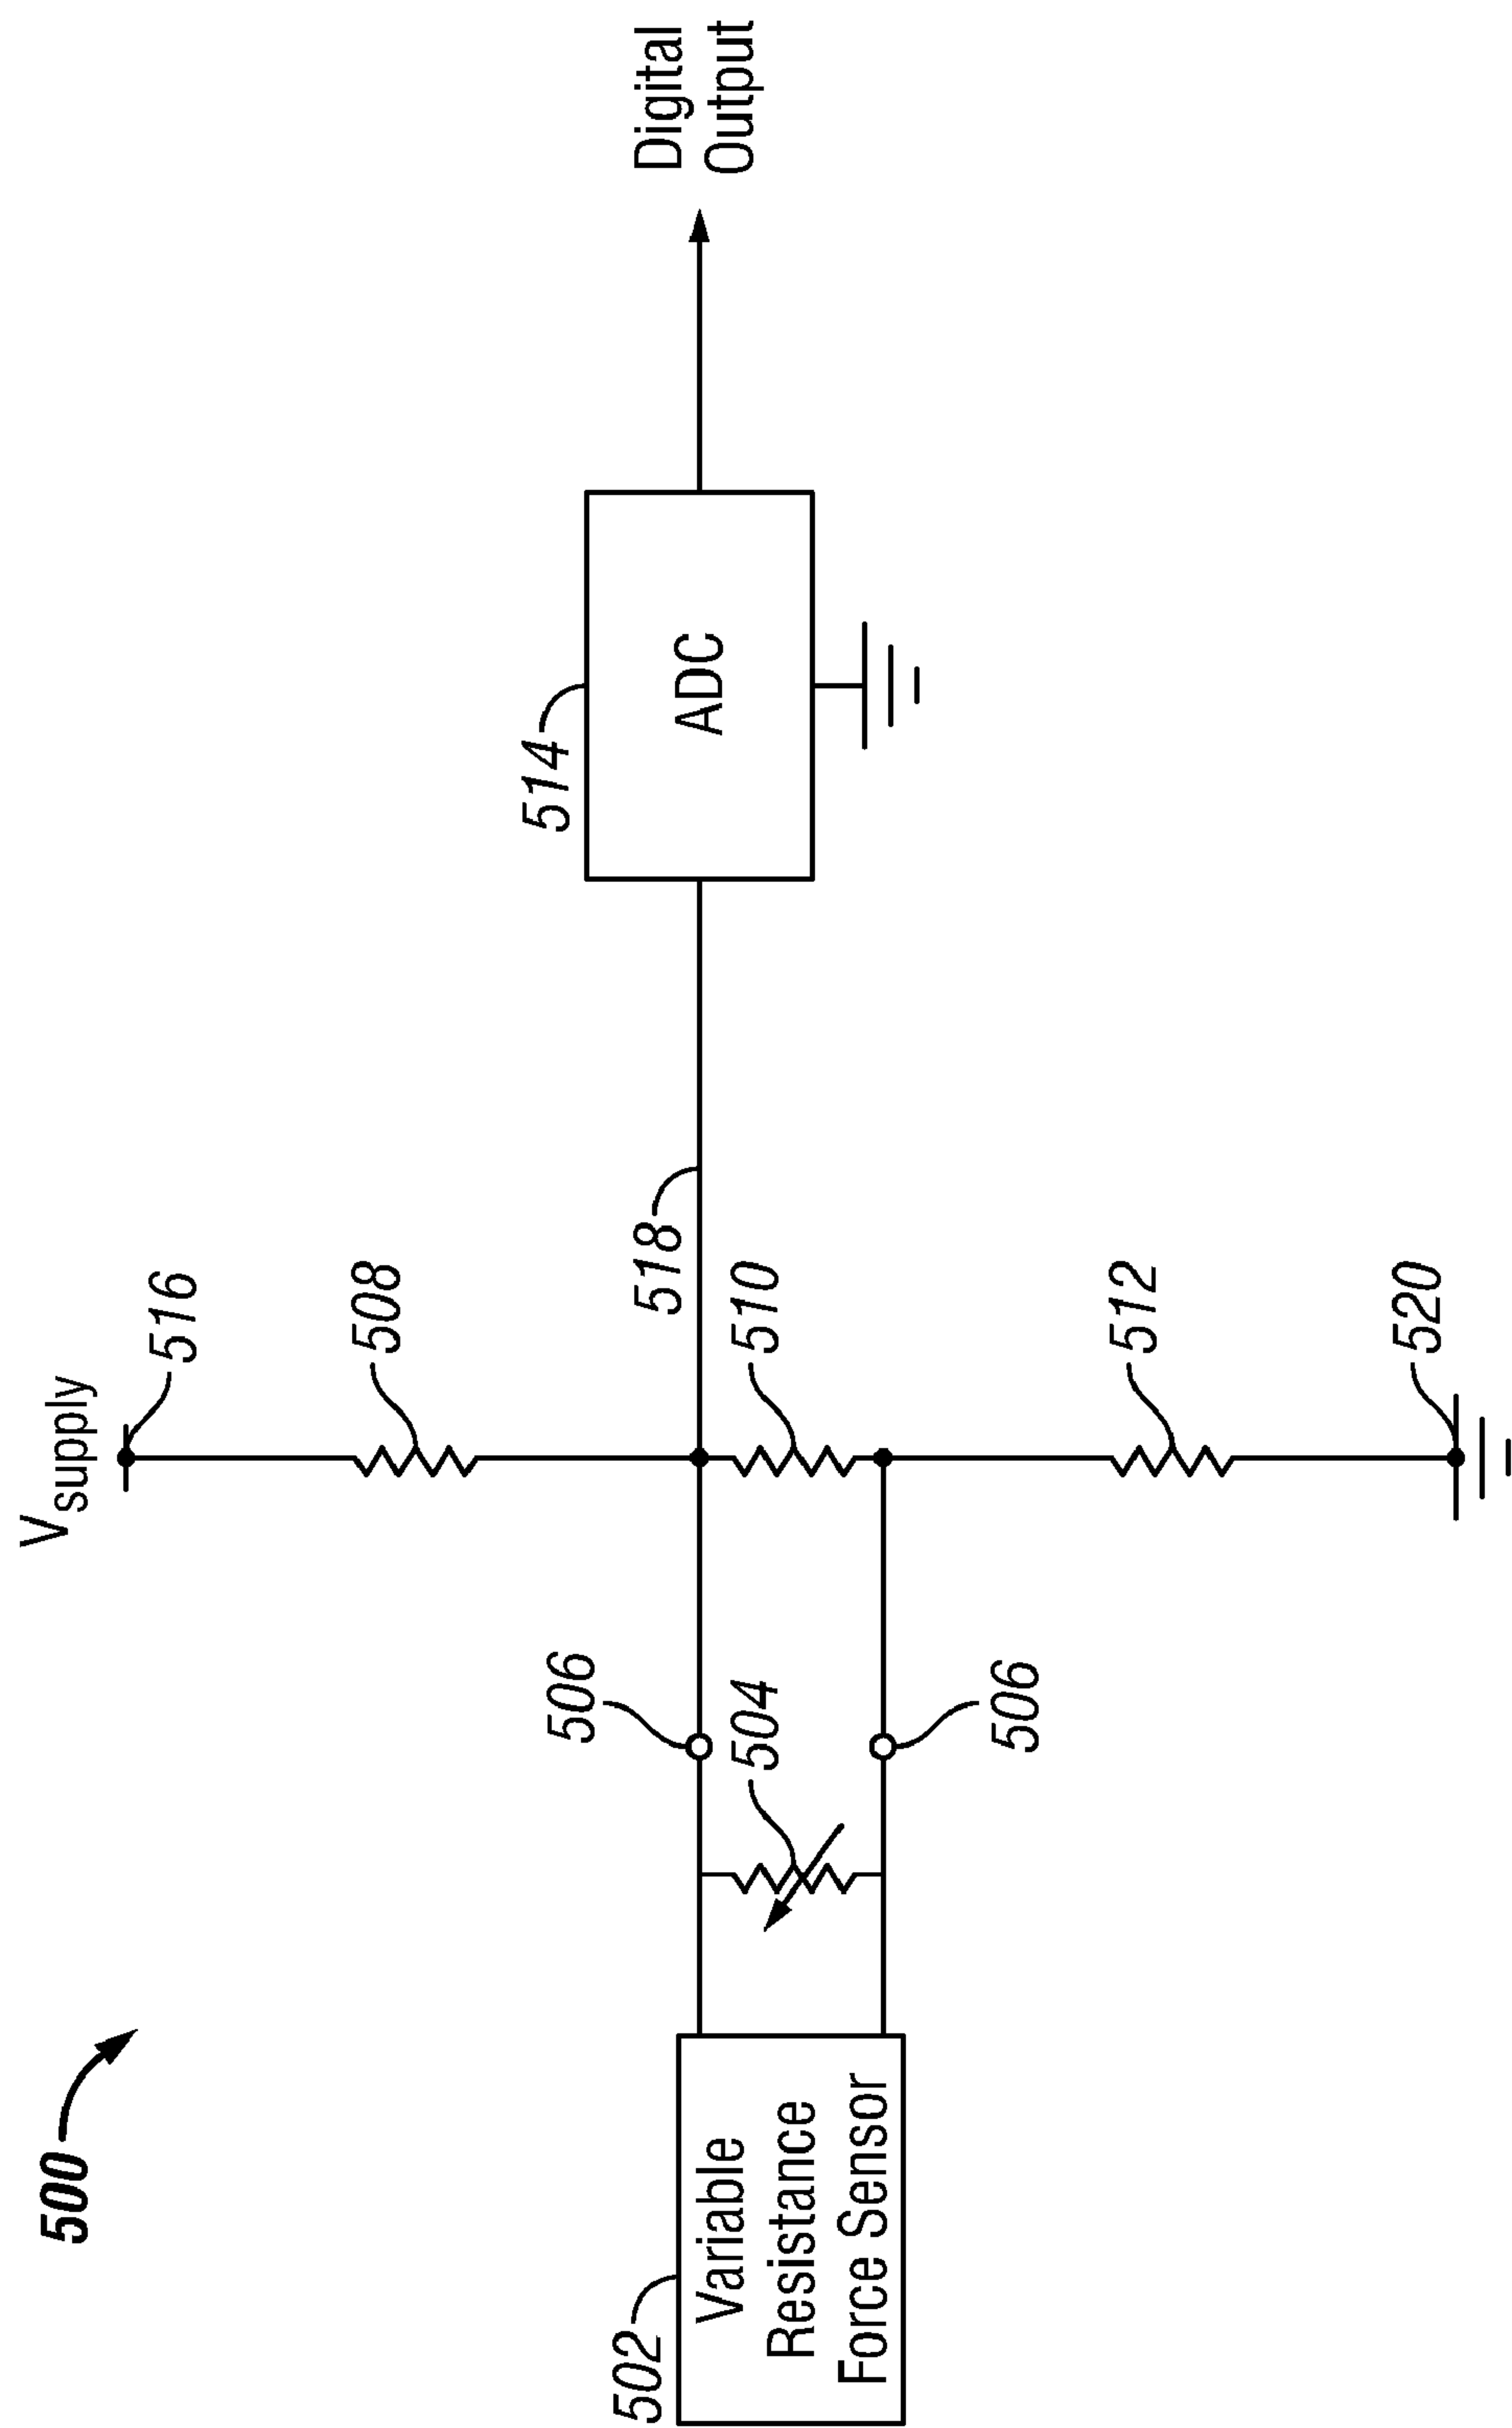 500
V supply
516
508
518
510
512
520
506
504
506
502
Variable
Resistance
Force Sensor
514
ADC
Digital
Output